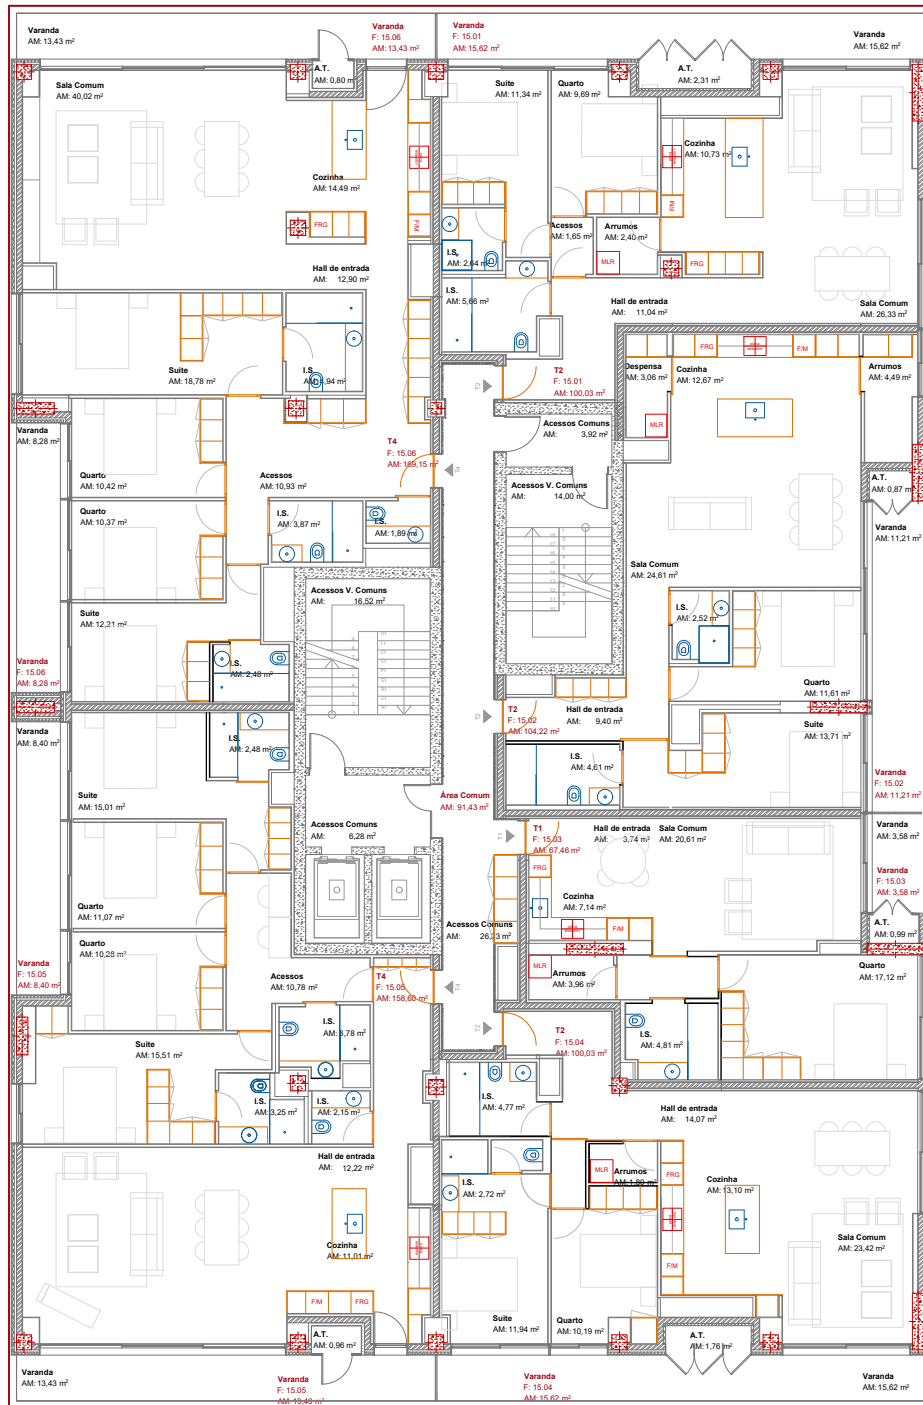 Varanda
AM: 13,43 m²
Varanda
F: 15.06
AM: 13,43 m²
Varanda
F: 15.01
AM: 15,62 m²
Varanda
AM: 15,62 m²
A.T.
AM: 0,80 m²
A.T.
AM: 2,31 m²
Sala Comum
AM: 40,02 m²
Suite
AM: 11,34 m²
Quarto
AM: 9,69 m²
Cozinha
AM: 10,73 m²
Cozinha
AM: 14,49 m²
FRG
F/M
F/M
I.S.
AM: 2,64 m²
Acessos
AM: 1,65 m²
Arrumos
AM: 2,40 m²
MLR
FRG
Hall de entrada
AM: 12,90 m²
I.S.
AM: 5,66 m²
Hall de entrada
AM: 11,04 m²
Sala Comum
AM: 26,33 m²
Suite
AM: 18,78 m²
I.S.
T2
T2
F: 15.01
AM: 100,03 m²
Despensa
AM: 3,06 m²
FRG
F/M
Cozinha
AM: 12,67 m²
Arrumos
AM: 4,49 m²
MLR
Varanda
AM: 8,28 m²
T4
F: 15.06
AM: 169,15 m²
T4
Acessos Comuns
AM: 3,92 m²
Quarto
AM: 10,42 m²
Acessos
AM: 10,93 m²
Acessos V. Comuns
AM: 14,00 m²
A.T.
AM: 0,87 m²
Quarto
AM: 10,37 m²
I.S.
AM: 3,87 m²
I.S.
AM: 1,89 m²
Varanda
AM: 11,21 m²
Sala Comum
AM: 24,61 m²
Acessos V. Comuns
AM: 16,52 m²
Suite
AM: 12,21 m²
I.S.
AM: 2,52 m²
Varanda
F: 15.06
AM: 8,28 m²
I.S.
AM: 2,48 m²
Quarto
AM: 11,61 m²
T2
T2
F: 15.02
AM: 104,22 m²
Hall de entrada
AM: 9,40 m²
Suite
AM: 13,71 m²
Varanda
AM: 8,40 m²
I.S.
AM: 2,48 m²
I.S.
AM: 4,61 m²
Varanda
F: 15.02
AM: 11,21 m²
Suite
AM: 15,01 m²
Área Comum
AM: 91,43 m²
Acessos Comuns
AM: 6,28 m²
T1
T1
F: 15.03
AM: 67,46 m²
Hall de entrada
AM: 3,74 m²
Sala Comum
AM: 20,61 m²
Varanda
AM: 3,58 m²
Varanda
F: 15.03
AM: 3,58 m²
FRG
Cozinha
AM: 7,14 m²
F/M
Quarto
AM: 11,07 m²
A.T.
AM: 0,99 m²
Quarto
AM: 10,28 m²
Acessos Comuns
AM:
Varanda
F: 15.05
AM: 8,40 m²
MLR
Arrumos
AM: 3,96 m²
Quarto
AM: 17,12 m²
Acessos
AM: 10,78 m²
T4
F: 15.05
AM: 158,60 m²
T4
T2
I.S.
AM: 3,78 m²
T2
F: 15.04
AM: 100,03 m²
I.S.
AM: 4,81 m²
Suite
AM: 15,51 m²
I.S.
AM: 3,25 m²
I.S.
AM: 2,15 m²
I.S.
AM: 4,77 m²
Hall de entrada
AM: 14,07 m²
Hall de entrada
AM: 12,22 m²
I.S.
AM: 2,72 m²
MLR
Arrumos
FRG
Cozinha
AM: 13,10 m²
F/M
Cozinha
AM: 11,01 m²
Sala Comum
AM: 23,42 m²
F/M
FRG
Suite
AM: 11,94 m²
Quarto
AM: 10,19 m²
A.T.
AM: 0,96 m²
A.T.
AM: 1,76 m²
Varanda
AM: 13,43 m²
Varanda
F: 15.05
AM: 13,43 m²
Varanda
F: 15.04
AM: 15,62 m²
Varanda
AM: 15,62 m²